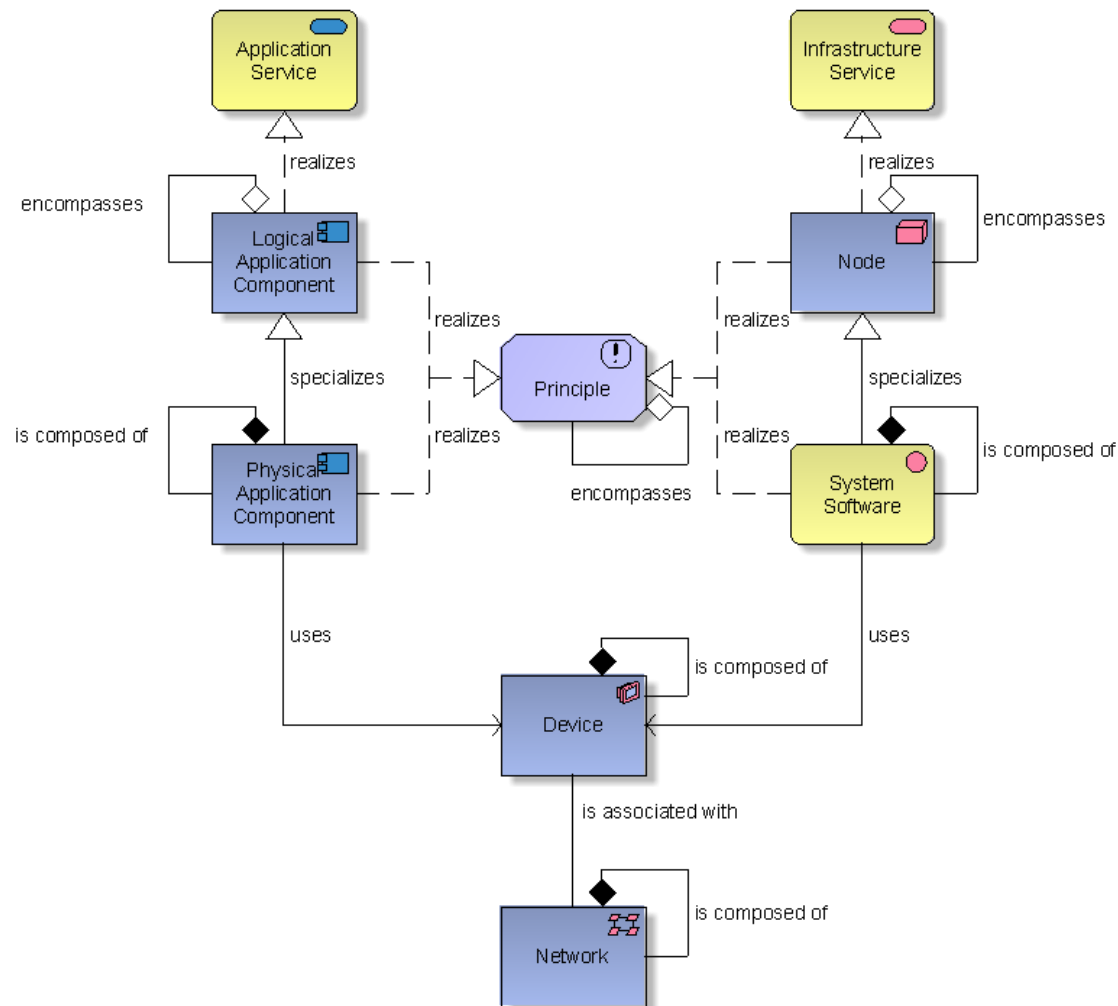 Application
Service
Infrastructure
Service
realizes
realizes
encompasses
encompasses
Logical
Application
Component
Node
realizes
realizes
specializes
Principle
specializes
is composed of
realizes
realizes
is composed of
Physical
Application
Component
encompasses
System
Software
uses
uses
is composed of
Device
is associated with
is composed of
Network